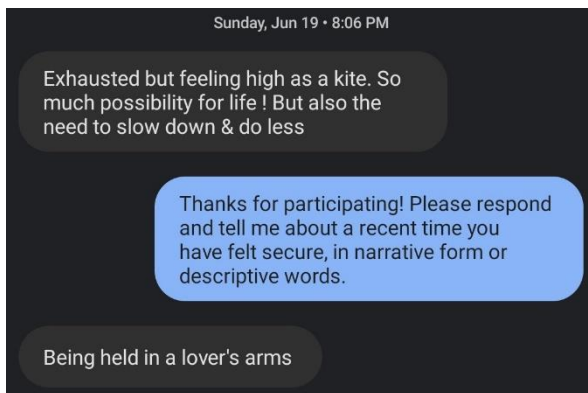 Sunday, Jun 19 • 8:06 PM
Exhausted but feeling high as a kite. So
much possibility for life ! But also the
need to slow down & do less
Thanks for participating! Please respond
and tell me about a recent time you
have felt secure, in narrative form or
descriptive words.
Being held in a lover's arms